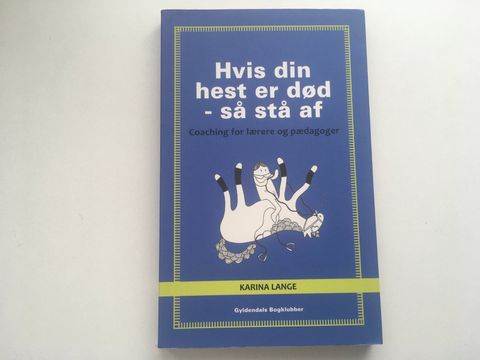 Hvis din
hest er død
- så stå af
Coaching for lærere og pædagoger
KARINA LANGE
Gyldendals Bogklubber